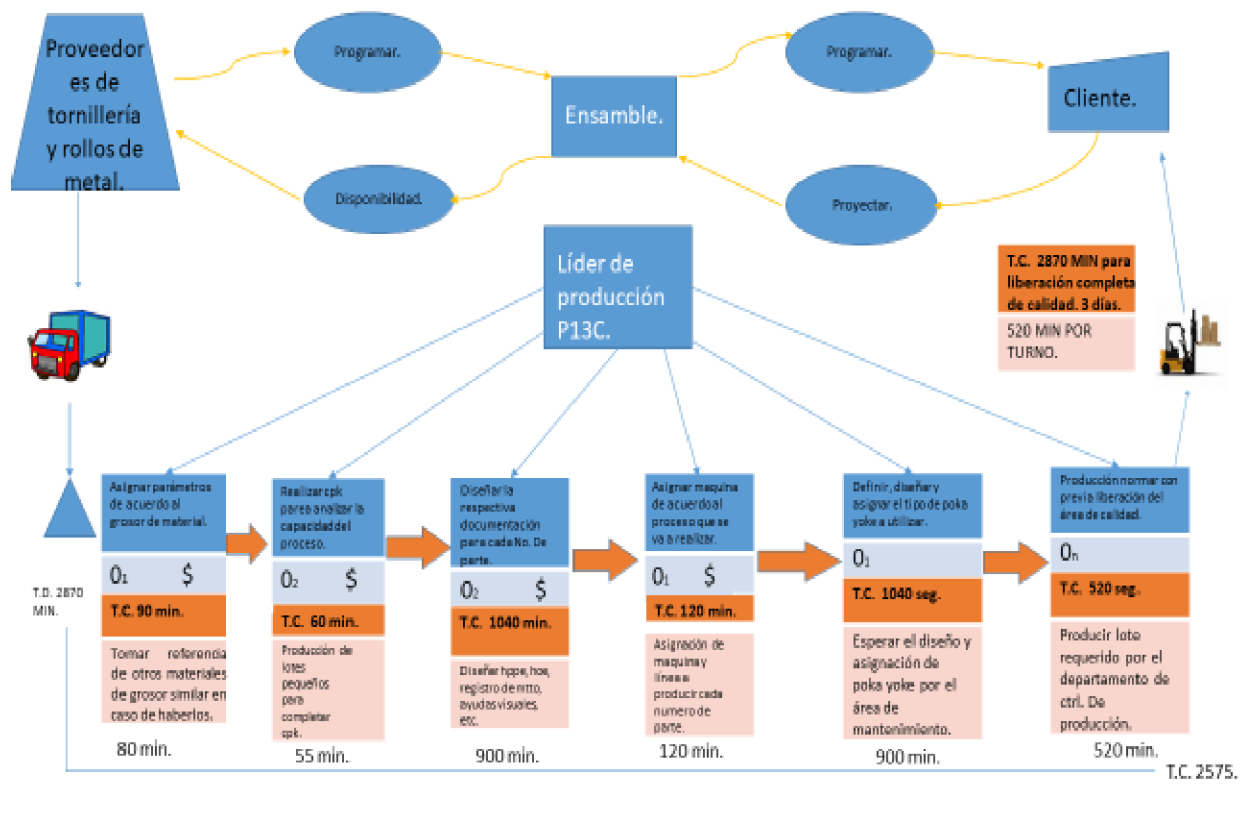 Proveedor
es de
tornillería
y rollos de
metal.
Programar.
Ensamble.
Programar.
Cliente.
Disponibilidad.
Proyectar.
Líder de
producción
P13C.
T.C. 2870 MIN para
liberación completa
de calidad. 3 días.
520 MIN POR
TURNO.
T.D. 2870
MIN.
Asignar parámetros
de acuerdo al
grosor de material.
O1 $
T.C. 90 min.
Tomar referencia
de otros materiales
de grosor similar en
caso de haberlos.
80 min.
Realizar cpk
para analizar la
capacidad del
proceso.
O2 $
T.C. 60 min.
Producción de
lotes
pequeños
para
completar
cpk.
55 min.
Diseñar la
respectiva
documentación
para cada No. De
parte.
O2 $
T.C. 1040 min.
Diseñar hppe, hoe,
registro de mtto,
ayudas visuales,
etc.
900 min.
Asignar maquina
de acuerdo al
proceso que se
va a realizar.
O1 $
T.C. 120 min.
Asignación de
maquina y
línea a
producir cada
numero de
parte.
120 min.
Definir, diseñar y
asignar el tipo de poka
yoke a utilizar.
O1
T.C. 1040 seg.
Esperar el diseño y
asignación de
poka yoke por el
área de
mantenimiento.
900 min.
Producción normar con
previa liberación del
área de calidad.
On
T.C. 520 seg.
Producir lote
requerido por el
departamento de
ctrl. De
producción.
520 min.
T.C. 2575.